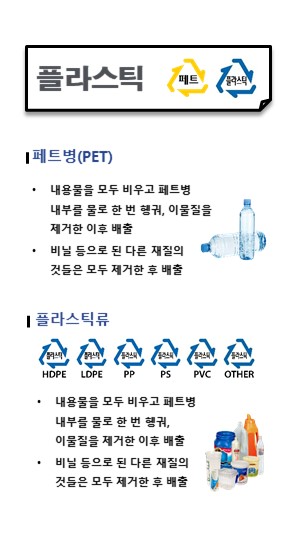 플라스틱 페트 플라스틱
페트병(PET)
• 내용물을 모두 비우고 페트병
내부를 물로 한 번 헹궈, 이물질을
제거한 이후 배출
• 비닐 등으로 된 다른 재질의
것들은 모두 제거한 후 배출
플라스틱류
플라스틱 플라스틱 플라스틱 플라스틱 플라스틱 플라스틱
HDPE LDPE PP PS PVC OTHER
• 내용물을 모두 비우고 페트병
내부를 물로 한 번 헹궈,
이물질을 제거한 이후 배출
• 비닐 등으로 된 다른 재질의
것들은 모두 제거한 후 배출